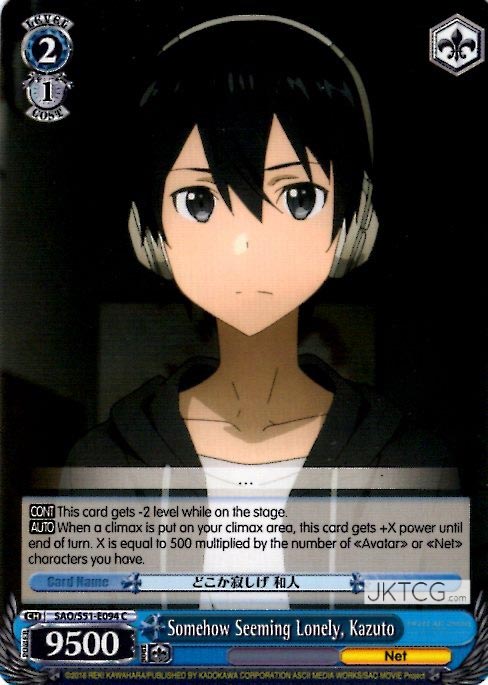 LEVEL
2
1
COST
...
CONT This card gets -2 level while on the stage.
AUTO When a climax is put on your climax area, this card gets +X power until
end of turn. X is equal to 500 multiplied by the number of «Avatar» or «Net»
characters you have.
Card Name
どこか寂しげ 和人
JKTCG.com
CH
SAO/S51-E094 C
POWER
9500
SOUL
Somehow Seeming Lonely, Kazuto
Net
©2016 REKI KAWAHARA/PUBLISHED BY KADOKAWA CORPORATION ASCII MEDIA WORKS/SAO MOVIE Project